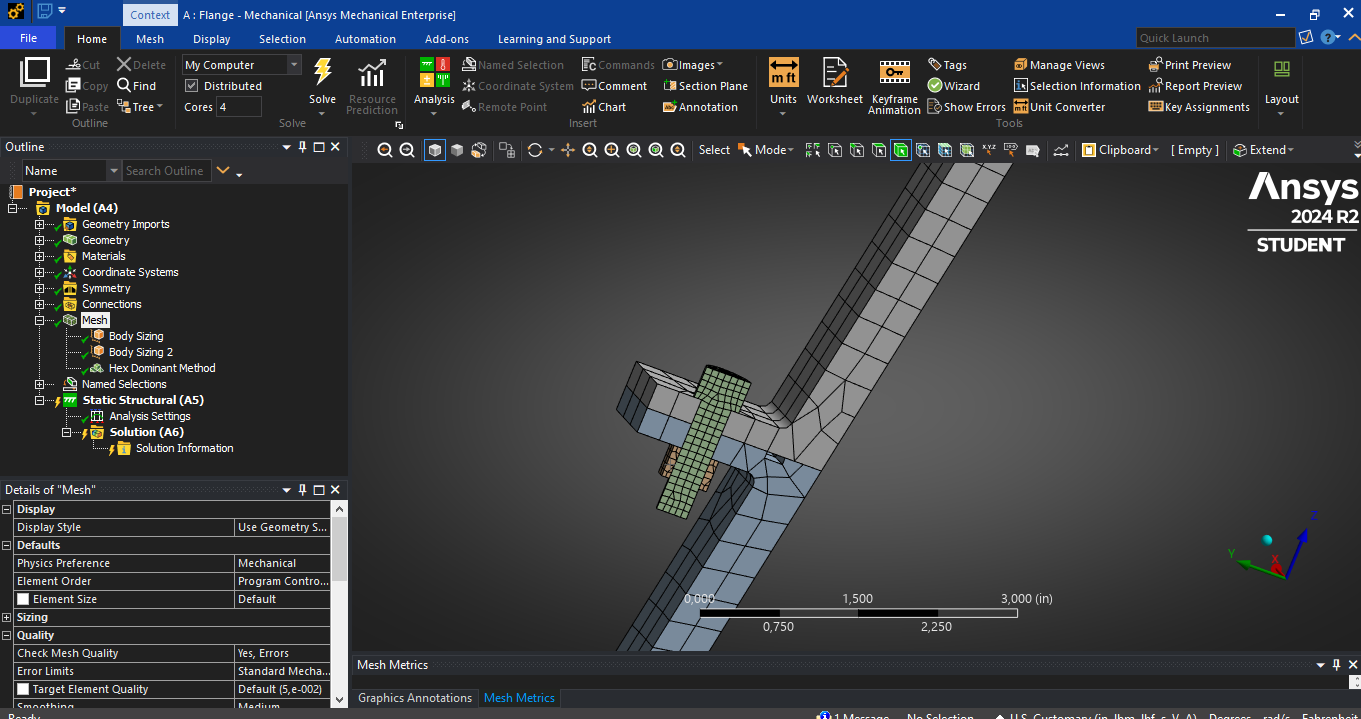 Context A : Flange - Mechanical [Ansys Mechanical Enterprise]
File Home Mesh Display Selection Automation Add-ons Learning and Support Quick Launch
Duplicate Cut Copy Paste Delete Find Tree
Outline
My Computer
Distributed
Cores 4
Solve Resource Prediction
Solve
Analysis Named Selection Coordinate System Remote Point Commands Comment Chart Images Section Plane Annotation
Insert
Units Worksheet Keyframe Animation Tags Wizard Show Errors Manage Views Selection Information Unit Converter Print Preview Report Preview Key Assignments
Tools
Layout
Outline
Name Search Outline
Select Mode Clipboard [ Empty ] Extend
Project*
Model (A4)
Geometry Imports
Geometry
Materials
Coordinate Systems
Symmetry
Connections
Mesh
Body Sizing
Body Sizing 2
Hex Dominant Method
Named Selections
Static Structural (A5)
Analysis Settings
Solution (A6)
Solution Information
Details of "Mesh"
Display
Display Style Use Geometry S...
Defaults
Physics Preference Mechanical
Element Order Program Contro...
Element Size Default
Sizing
Quality
Check Mesh Quality Yes, Errors
Error Limits Standard Mecha...
Target Element Quality Default (5,e-002)
Smoothing Medium
Ansys
2024 R2
STUDENT
Z
Y
X
0,000 1,500 3,000 (in)
0,750 2,250
Mesh Metrics
Graphics Annotations Mesh Metrics
Ready 1 Message No Selection U.S. Customary (in, lbm, lbf, s, V, A) Degrees rad/s Fahrenheit